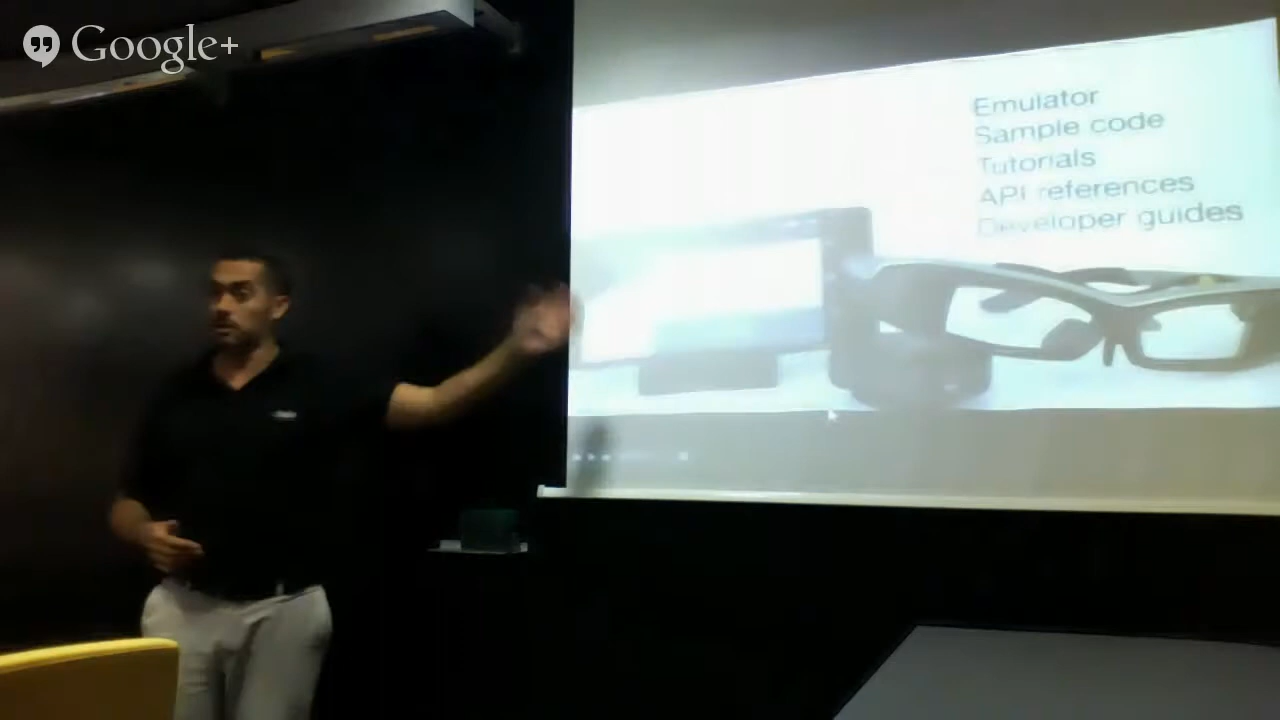 Google+
Emulator
Sample code
Tutorials
API references
Developer guides